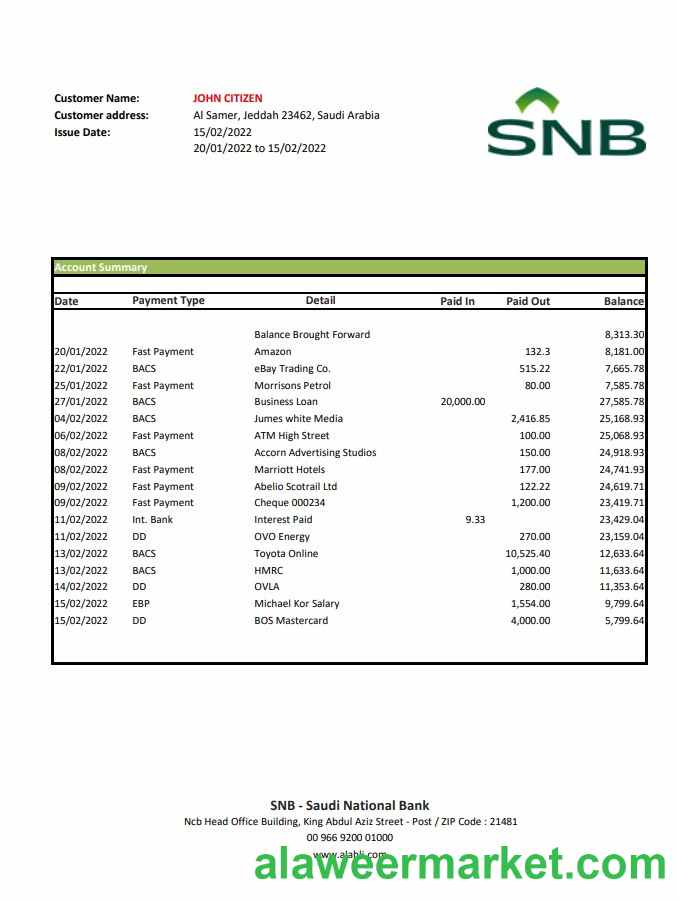 Customer Name: JOHN CITIZEN
Customer address: Al Samer, Jeddah 23462, Saudi Arabia
Issue Date: 15/02/2022
20/01/2022 to 15/02/2022
SNB
Account Summary
Date Payment Type Detail Paid In Paid Out Balance
Balance Brought Forward 8,313.30
20/01/2022 Fast Payment Amazon 132.3 8,181.00
22/01/2022 BACS eBay Trading Co. 515.22 7,665.78
25/01/2022 Fast Payment Morrisons Petrol 80.00 7,585.78
27/01/2022 BACS Business Loan 20,000.00 27,585.78
04/02/2022 BACS Jumes white Media 2,416.85 25,168.93
06/02/2022 Fast Payment ATM High Street 100.00 25,068.93
08/02/2022 BACS Accorn Advertising Studios 150.00 24,918.93
08/02/2022 Fast Payment Marriott Hotels 177.00 24,741.93
09/02/2022 Fast Payment Abelio Scotrail Ltd 122.22 24,619.71
09/02/2022 Fast Payment Cheque 000234 1,200.00 23,419.71
11/02/2022 Int. Bank Interest Paid 9.33 23,429.04
11/02/2022 DD OVO Energy 270.00 23,159.04
13/02/2022 BACS Toyota Online 10,525.40 12,633.64
13/02/2022 BACS HMRC 1,000.00 11,633.64
14/02/2022 DD OVLA 280.00 11,353.64
15/02/2022 EBP Michael Kor Salary 1,554.00 9,799.64
15/02/2022 DD BOS Mastercard 4,000.00 5,799.64
SNB - Saudi National Bank
Ncb Head Office Building, King Abdul Aziz Street - Post / ZIP Code : 21481
00 966 9200 01000
www.alahli.com
alaweermarket.com